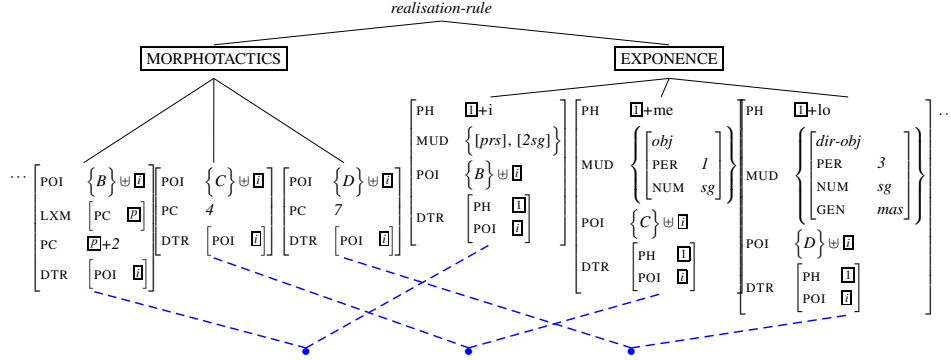 realisation-rule
MORPHOTACTICS
EXPONENCE
...
POI {B} ⊎ i
LXM [PC p]
PC p+2
DTR [POI i]
POI {C} ⊎ i
PC 4
DTR [POI i]
POI {D} ⊎ i
PC 7
DTR [POI i]
PH 1+i
MUD {[prs], [2sg]}
POI {B} ⊎ i
DTR [PH 1
POI i]
PH 1+me
MUD {[obj
PER 1
NUM sg]}
POI {C} ⊎ i
DTR [PH 1
POI i]
PH 1+lo
MUD {[dir-obj
PER 3
NUM sg
GEN mas]}
POI {D} ⊎ i
DTR [PH 1
POI i]
...